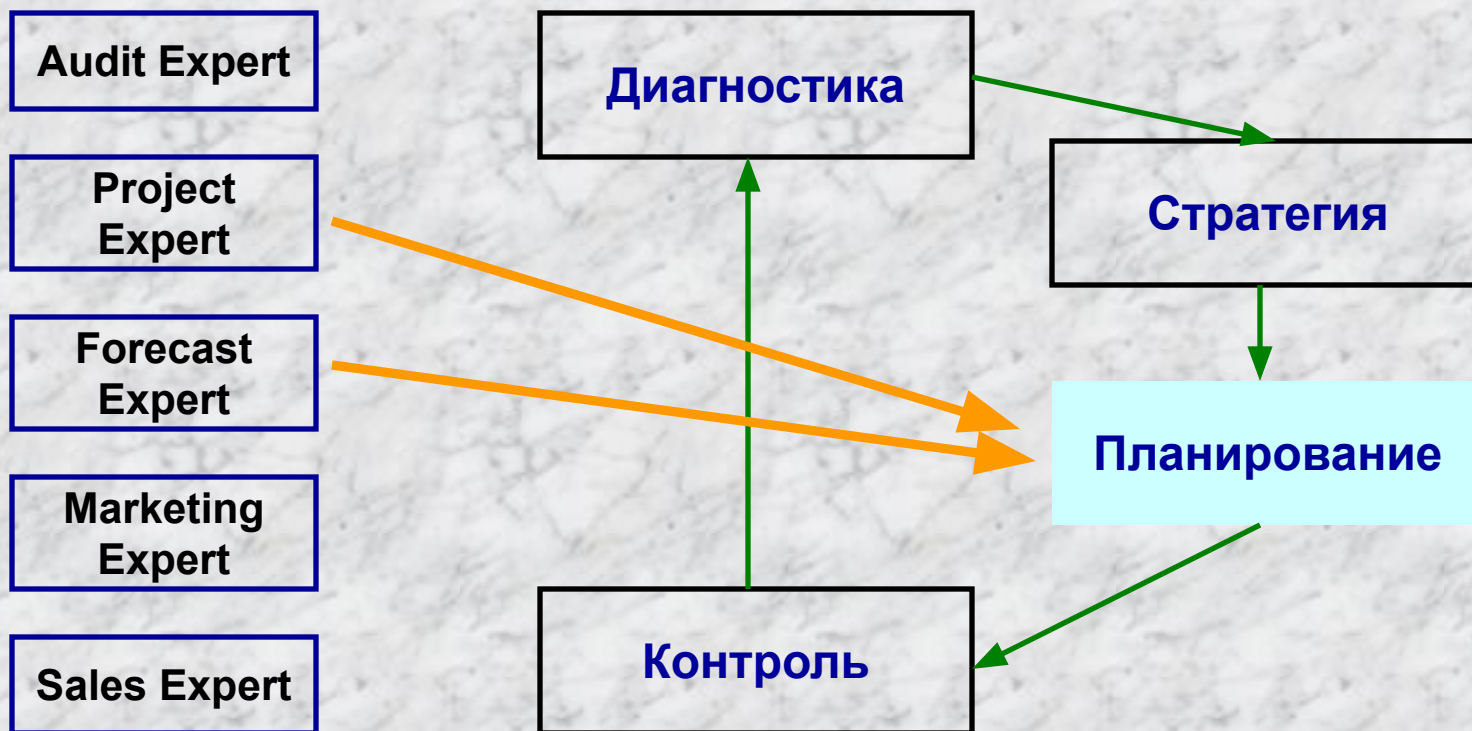 Audit Expert
Project
Expert
Forecast
Expert
Marketing
Expert
Sales Expert
Диагностика
Стратегия
Планирование
Контроль